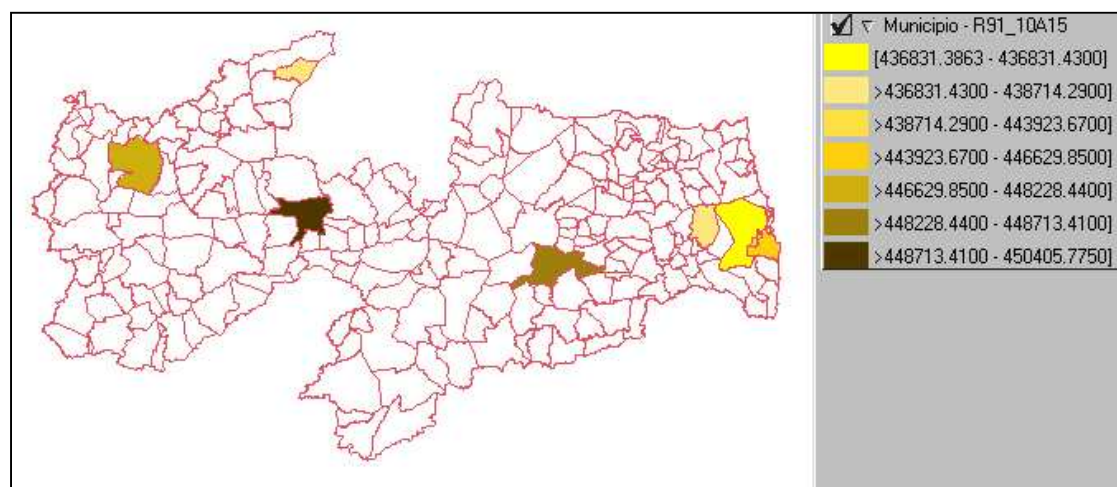 Municipio - R91_10A15
[436831.3863 - 436831.4300]
>436831.4300 - 438714.2900]
>438714.2900 - 443923.6700]
>443923.6700 - 446629.8500]
>446629.8500 - 448228.4400]
>448228.4400 - 448713.4100]
>448713.4100 - 450405.7750]